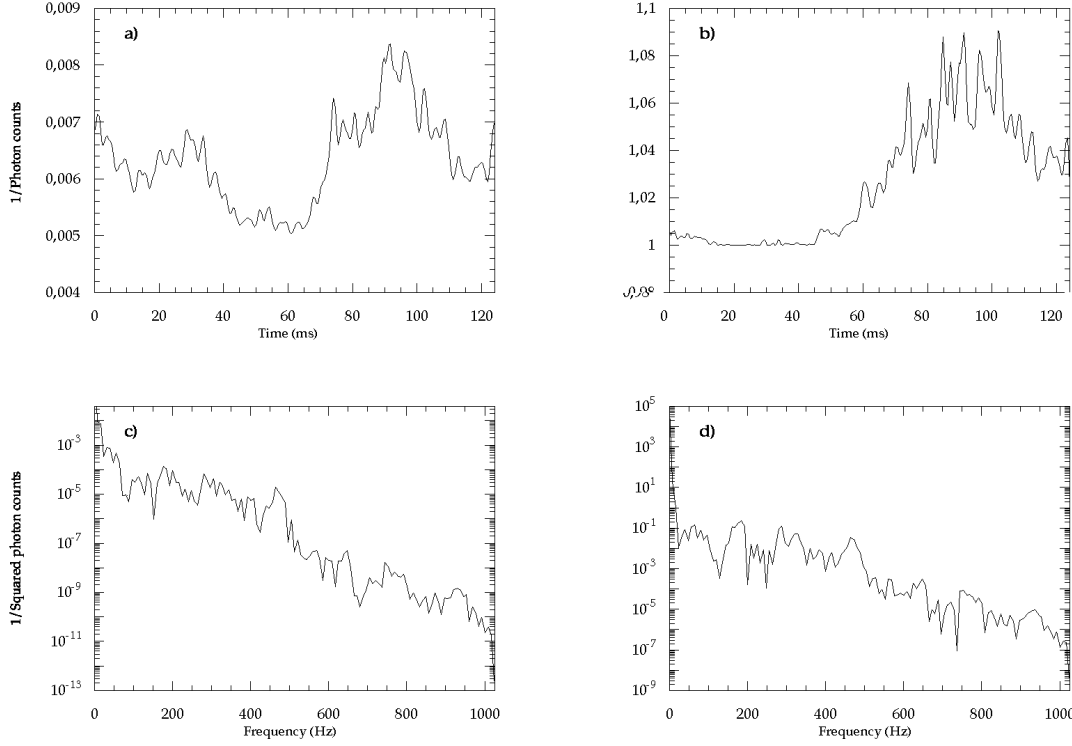 a)
0,009
0,008
0,007
0,006
0,005
0,004
1/Photon counts
0 20 40 60 80 100 120
Time (ms)
b)
1,1
1,08
1,06
1,04
1,02
1
0 20 40 60 80 100 120
Time (ms)
c)
10-3
10-5
10-7
10-9
10-11
10-13
1/Squared photon counts
0 200 400 600 800 1000
Frequency (Hz)
d)
105
103
101
10-1
10-3
10-5
10-7
10-9
0 200 400 600 800 1000
Frequency (Hz)